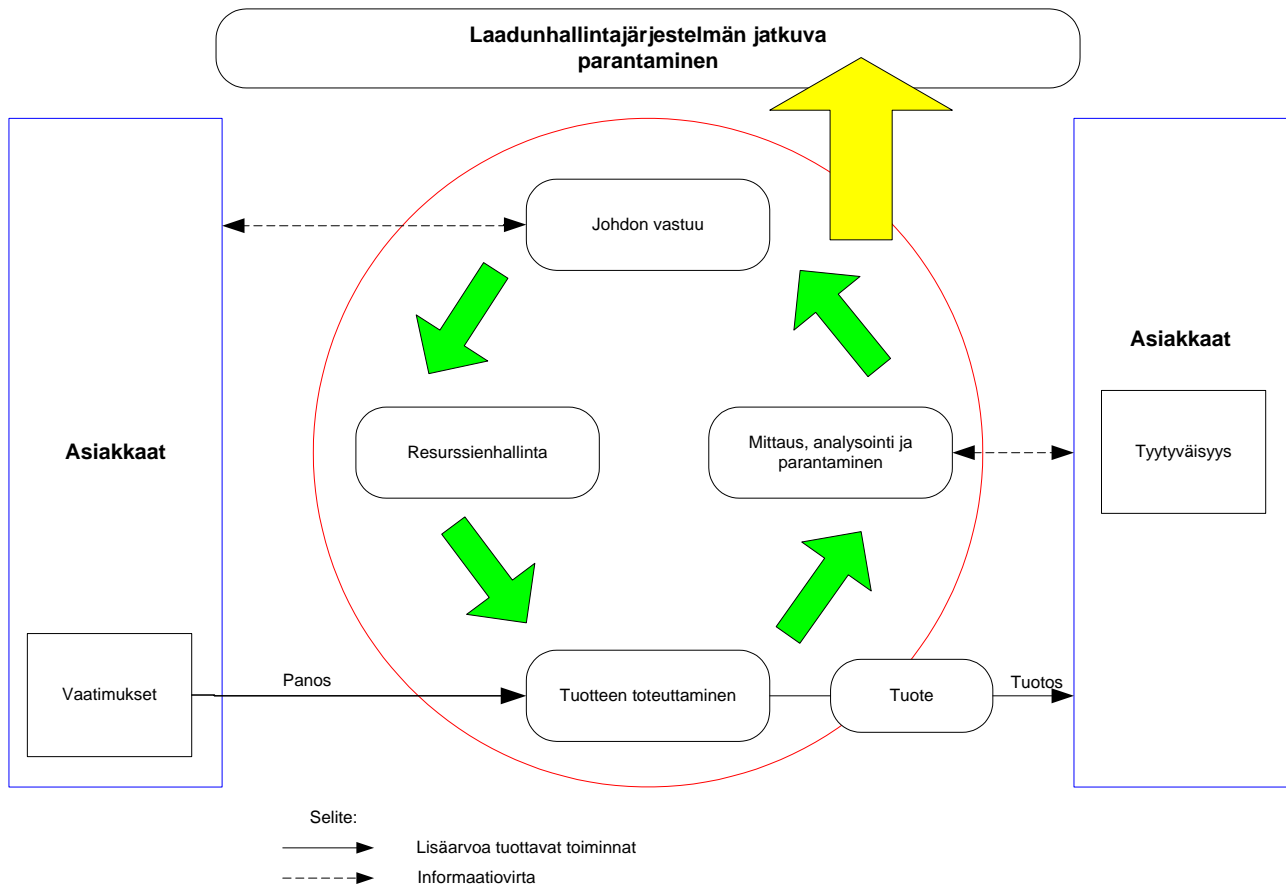 Laadunhallintajärjestelmän jatkuva
parantaminen
Johdon vastuu
Asiakkaat
Asiakkaat
Resurssienhallinta
Mittaus, analysointi ja
parantaminen
Tyytyväisyys
Vaatimukset
Panos
Tuotteen toteuttaminen
Tuote
Tuotos
Selite:
Lisäarvoa tuottavat toiminnat
Informaatiovirta